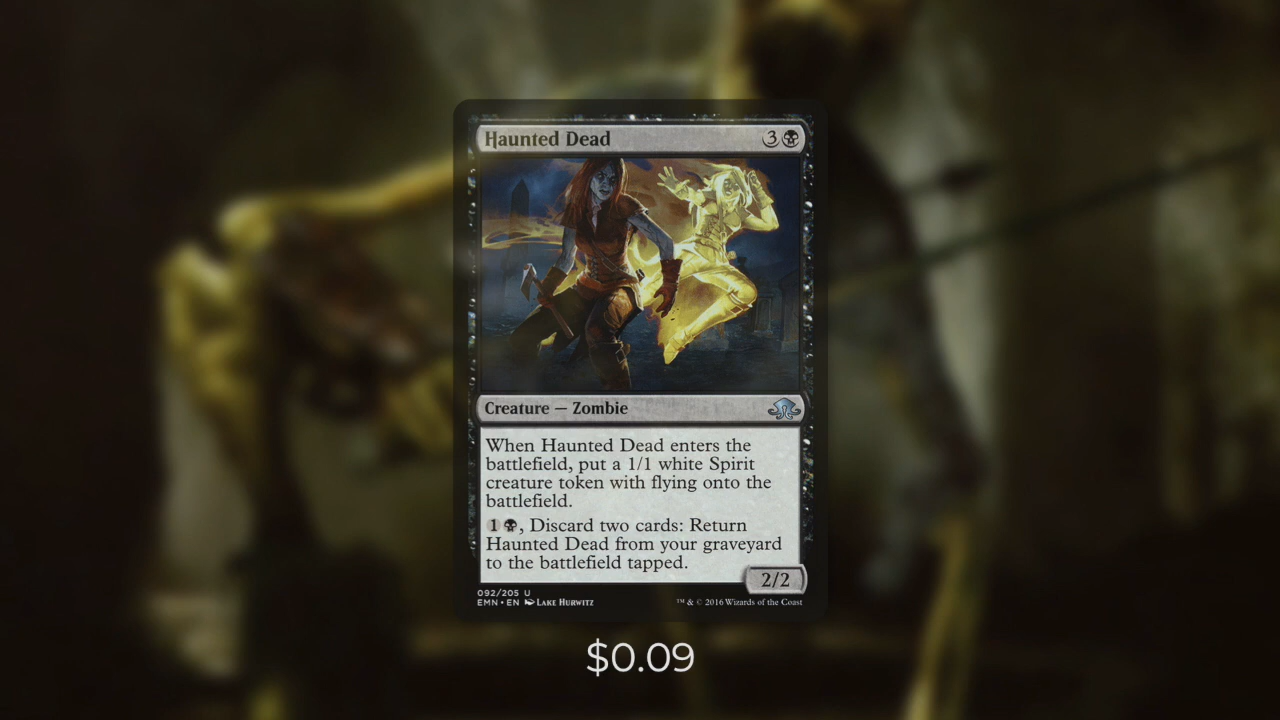 Haunted Dead 3
Creature — Zombie
When Haunted Dead enters the
battlefield, put a 1/1 white Spirit
creature token with flying onto the
battlefield.
1, Discard two cards: Return
Haunted Dead from your graveyard
to the battlefield tapped.
2/2
092/205 U
EMN • EN Lake Hurwitz
™ & © 2016 Wizards of the Coast
$0.09